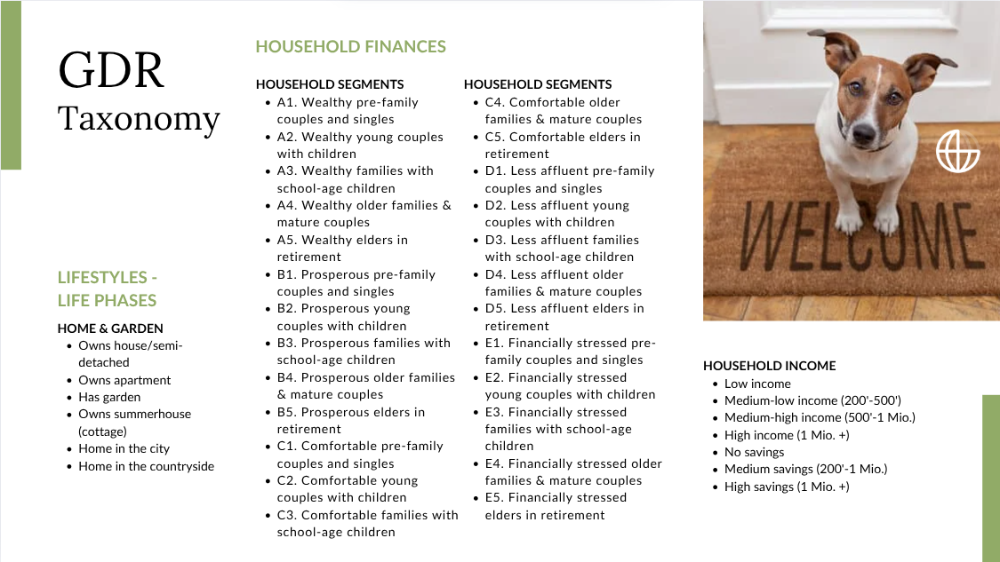 GDR
Taxonomy
LIFESTYLES -
LIFE PHASES
HOME & GARDEN
• Owns house/semi-
detached
• Owns apartment
• Has garden
• Owns summerhouse
(cottage)
• Home in the city
• Home in the countryside
HOUSEHOLD FINANCES
HOUSEHOLD SEGMENTS
• A1. Wealthy pre-family
couples and singles
• A2. Wealthy young couples
with children
• A3. Wealthy families with
school-age children
• A4. Wealthy older families &
mature couples
• A5. Wealthy elders in
retirement
• B1. Prosperous pre-family
couples and singles
• B2. Prosperous young
couples with children
• B3. Prosperous families with
school-age children
• B4. Prosperous older families
& mature couples
• B5. Prosperous elders in
retirement
• C1. Comfortable pre-family
couples and singles
• C2. Comfortable young
couples with children
• C3. Comfortable families with
school-age children
HOUSEHOLD SEGMENTS
• C4. Comfortable older
families & mature couples
• C5. Comfortable elders in
retirement
• D1. Less affluent pre-family
couples and singles
• D2. Less affluent young
couples with children
• D3. Less affluent families
with school-age children
• D4. Less affluent older
families & mature couples
• D5. Less affluent elders in
retirement
• E1. Financially stressed pre-
family couples and singles
• E2. Financially stressed
young couples with children
• E3. Financially stressed
families with school-age
children
• E4. Financially stressed older
families & mature couples
• E5. Financially stressed
elders in retirement
WELCOME
HOUSEHOLD INCOME
• Low income
• Medium-low income (200'-500')
• Medium-high income (500'-1 Mio.)
• High income (1 Mio. +)
• No savings
• Medium savings (200'-1 Mio.)
• High savings (1 Mio. +)